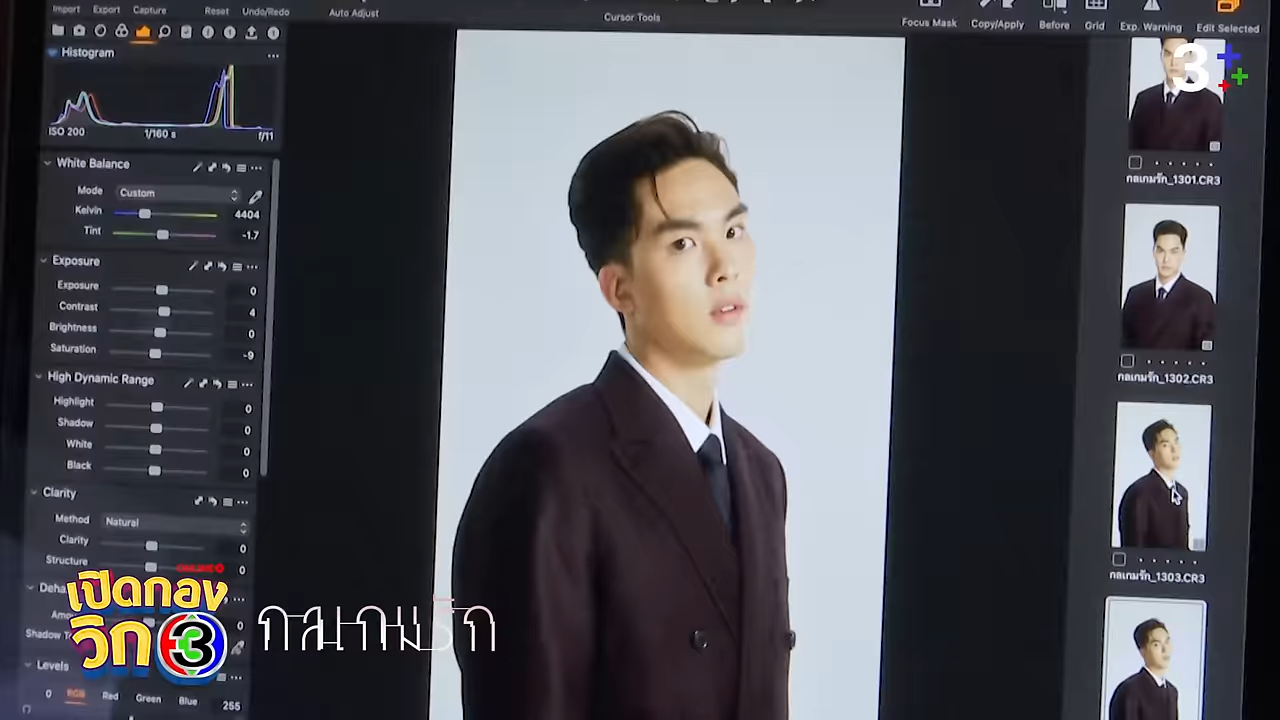 Import Export Capture Reset Undo/Redo Auto Adjust Cursor Tools Focus Mask Copy/Apply Before Grid Exp. Warning Edit Selected
Histogram
ISO 200 1/160 s f/11
White Balance
Mode Custom
Kelvin 4404
Tint -1.7
Exposure
Exposure 0
Contrast 4
Brightness 0
Saturation -9
High Dynamic Range
Highlight 0
Shadow 0
White 0
Black 0
Clarity
Method Natural
Clarity 0
Structure 0
0
0
Levels
0 RGB Red Green Blue 255
3
กลเกมรัก_1301.CR3
กลเกมรัก_1302.CR3
กลเกมรัก_1303.CR3
ONLINE
เปิดกอง
วิก 3
กลเกมรัก